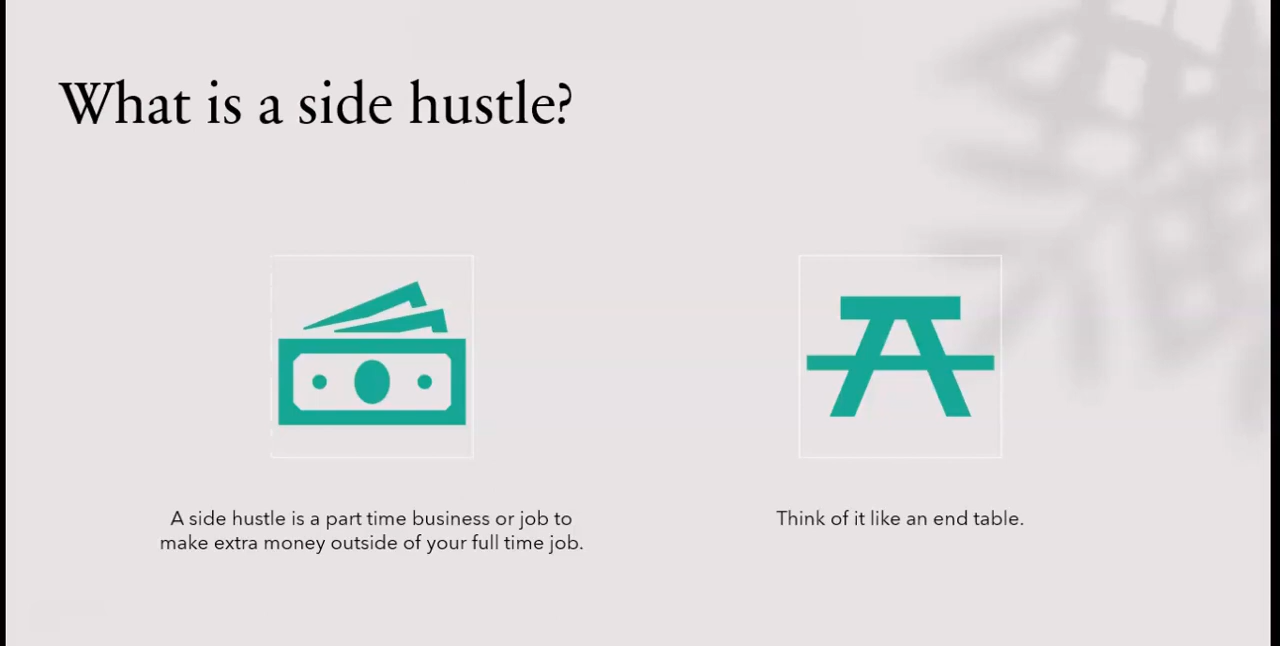 What is a side hustle?
A side hustle is a part time business or job to
make extra money outside of your full time job.
Think of it like an end table.